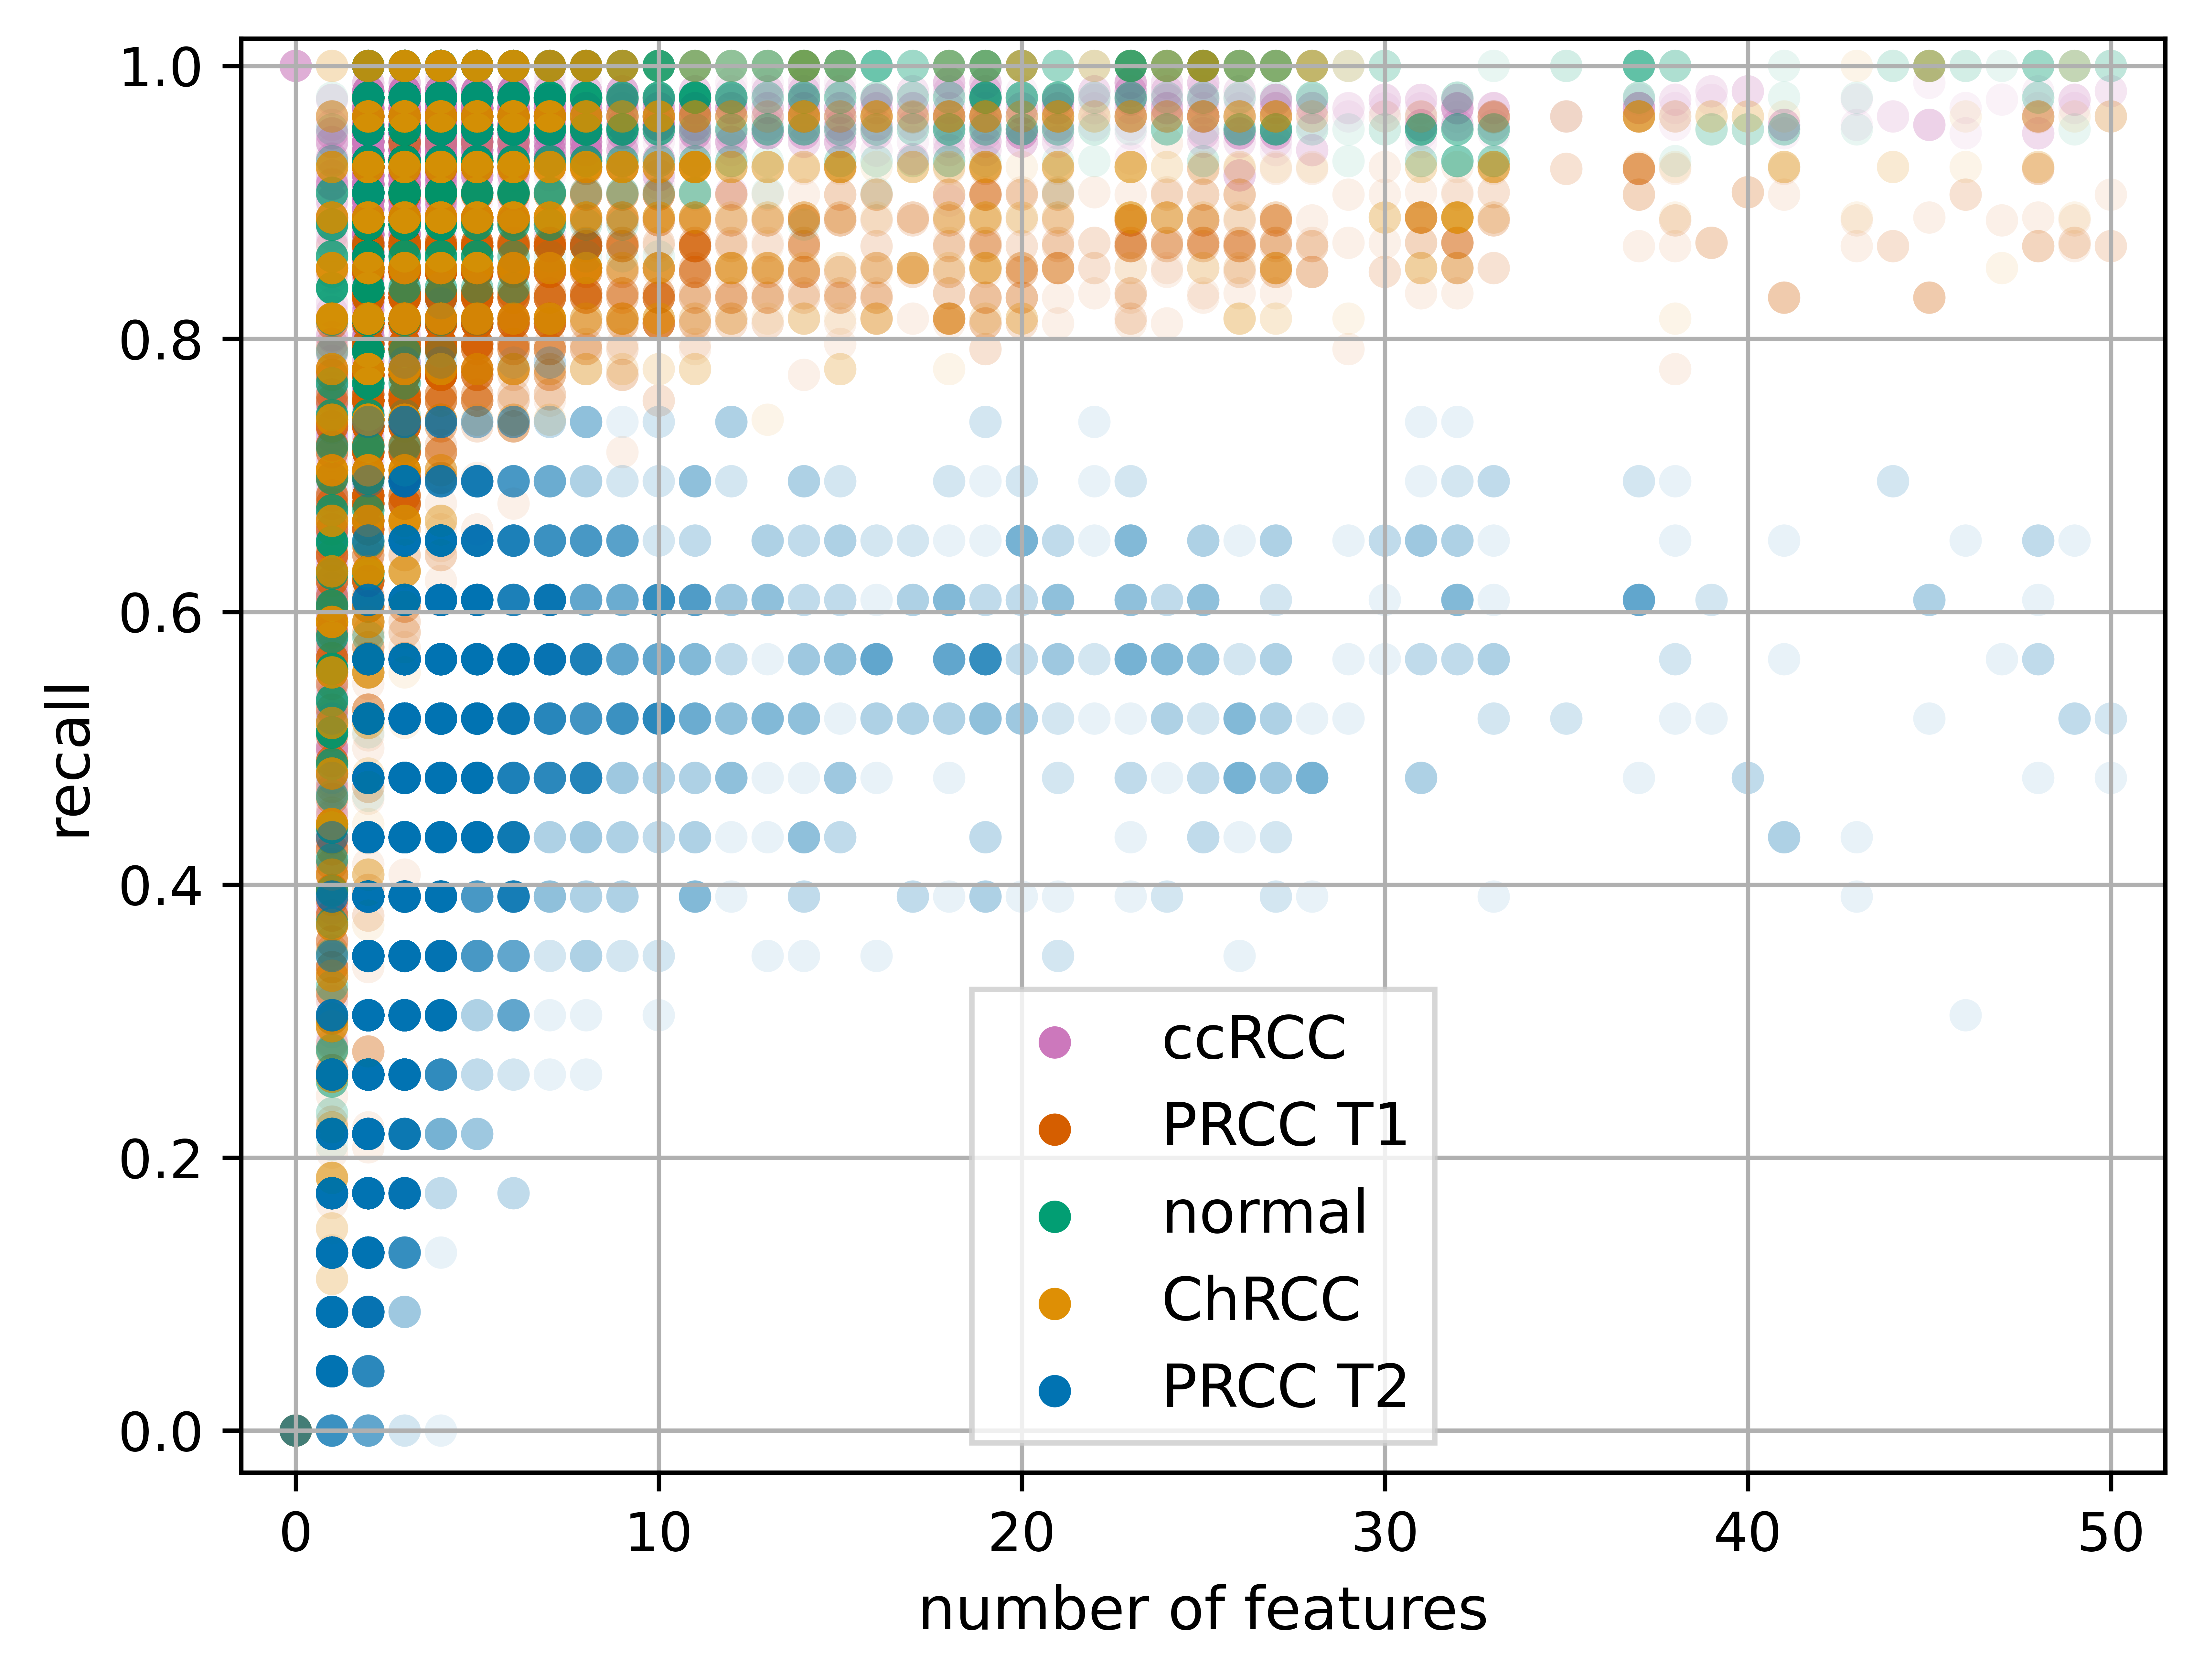 1.0
0.8
0.6
0.4
0.2
0.0
recall
ccRCC
PRCC T1
normal
ChRCC
PRCC T2
0 10 20 30 40 50
number of features